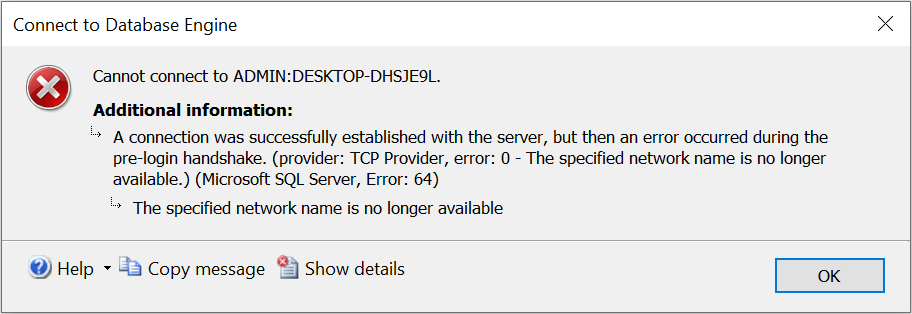 Connect to Database Engine
Cannot connect to ADMIN:DESKTOP-DHSJE9L.
Additional information:
A connection was successfully established with the server, but then an error occurred during the
pre-login handshake. (provider: TCP Provider, error: 0 - The specified network name is no longer
available.) (Microsoft SQL Server, Error: 64)
The specified network name is no longer available
Help Copy message Show details
OK